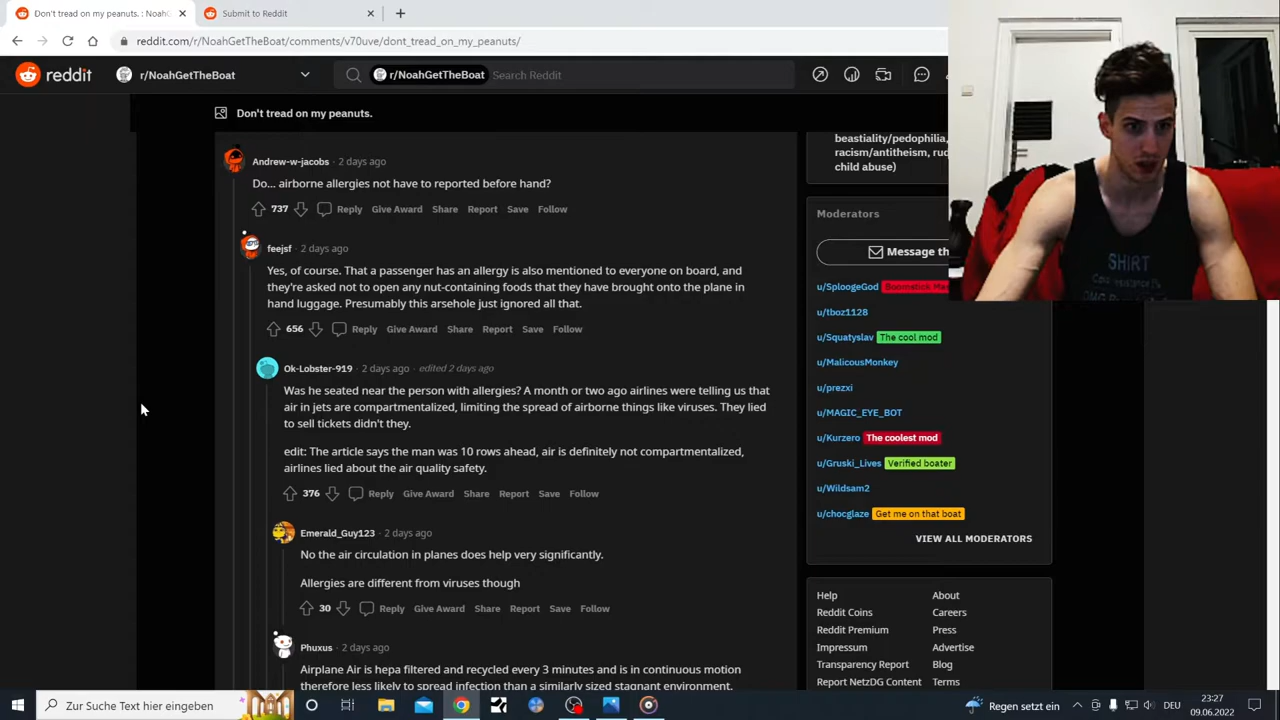 Don't tread on my peanuts. : NoahG
Submit to Reddit
reddit.com/r/NoahGetTheBoat/comments/
tread_on_my_peanuts/
reddit
r/NoahGetTheBoat
r/NoahGetTheBoat
Search Reddit
Don't tread on my peanuts.
Andrew-w-jacobs · 2 days ago
Do... airborne allergies not have to reported before hand?
737 Reply Give Award Share Report Save Follow
feejsf · 2 days ago
Yes, of course. That a passenger has an allergy is also mentioned to everyone on board, and
they're asked not to open any nut-containing foods that they have brought onto the plane in
hand luggage. Presumably this arsehole just ignored all that.
656 Reply Give Award Share Report Save Follow
Ok-Lobster-919 · 2 days ago · edited 2 days ago
Was he seated near the person with allergies? A month or two ago airlines were telling us that
air in jets are compartmentalized, limiting the spread of airborne things like viruses. They lied
to sell tickets didn't they.
edit: The article says the man was 10 rows ahead, air is definitely not compartmentalized,
airlines lied about the air quality safety.
376 Reply Give Award Share Report Save Follow
Emerald_Guy123 · 2 days ago
No the air circulation in planes does help very significantly.
Allergies are different from viruses though
30 Reply Give Award Share Report Save Follow
Phuxus · 2 days ago
Airplane Air is hepa filtered and recycled every 3 minutes and is in continuous motion
therefore less likely to spread infection than a similarly sized stagnant environment.
beastiality/pedophilia,
racism/antitheism, rud
child abuse)
Moderators
Message th
u/SploogeGod Boomstick Mas
u/tboz1128
u/Squatyslav The cool mod
u/MalicousMonkey
u/prezxi
u/MAGIC_EYE_BOT
u/Kurzero The coolest mod
u/Gruski_Lives Verified boater
u/Wildsam2
u/chocglaze Get me on that boat
VIEW ALL MODERATORS
Help About
Reddit Coins Careers
Reddit Premium Press
Impressum Advertise
Transparency Report Blog
Report NetzDG Content Terms
SHIRT
Zur Suche Text hier eingeben
Regen setzt ein
DEU
23:27
09.06.2022